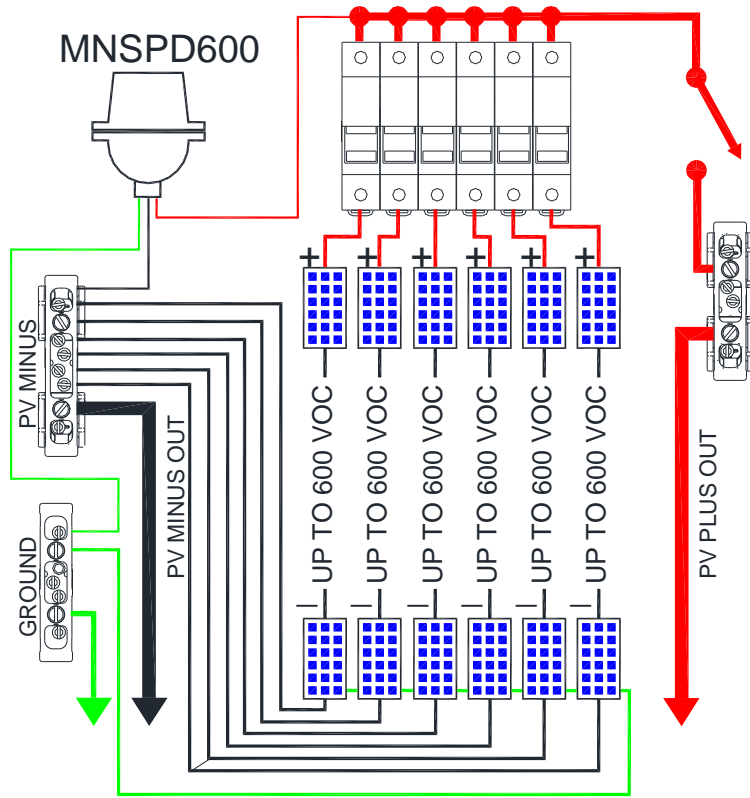 MNSPD600
+ + + + + +
PV MINUS
UP TO 600 VOC
UP TO 600 VOC
UP TO 600 VOC
UP TO 600 VOC
UP TO 600 VOC
UP TO 600 VOC
PV MINUS OUT
PV PLUS OUT
GROUND
– – – – – –